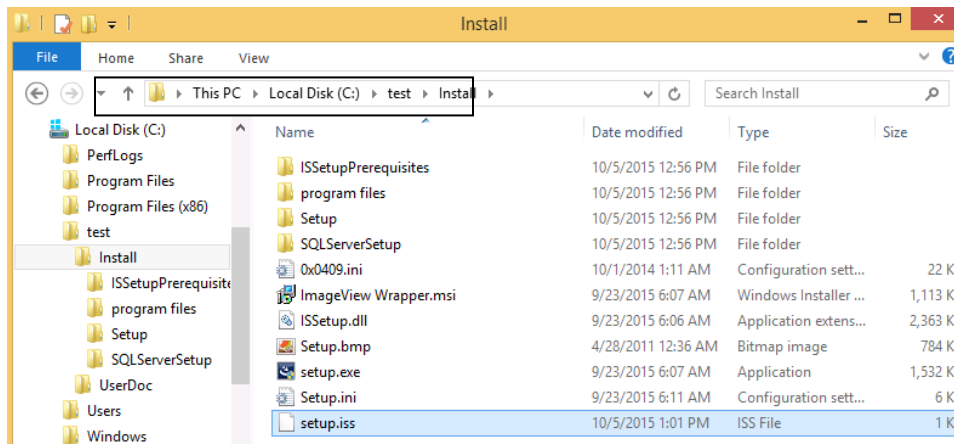 Install
File Home Share View
This PC Local Disk (C:) test Install Search Install
Local Disk (C:)
PerfLogs
Program Files
Program Files (x86)
test
Install
ISSetupPrerequisite
program files
Setup
SQLServerSetup
UserDoc
Users
Windows
Name Date modified Type Size
ISSetupPrerequisites 10/5/2015 12:56 PM File folder
program files 10/5/2015 12:56 PM File folder
Setup 10/5/2015 12:56 PM File folder
SQLServerSetup 10/5/2015 12:56 PM File folder
0x0409.ini 10/1/2014 1:11 AM Configuration sett... 22 K
ImageView Wrapper.msi 9/23/2015 6:07 AM Windows Installer ... 1,113 K
ISSetup.dll 9/23/2015 6:06 AM Application extens... 2,363 K
Setup.bmp 4/28/2011 12:36 AM Bitmap image 784 K
setup.exe 9/23/2015 6:07 AM Application 1,532 K
Setup.ini 9/23/2015 6:11 AM Configuration sett... 6 K
setup.iss 10/5/2015 1:01 PM ISS File 1 K